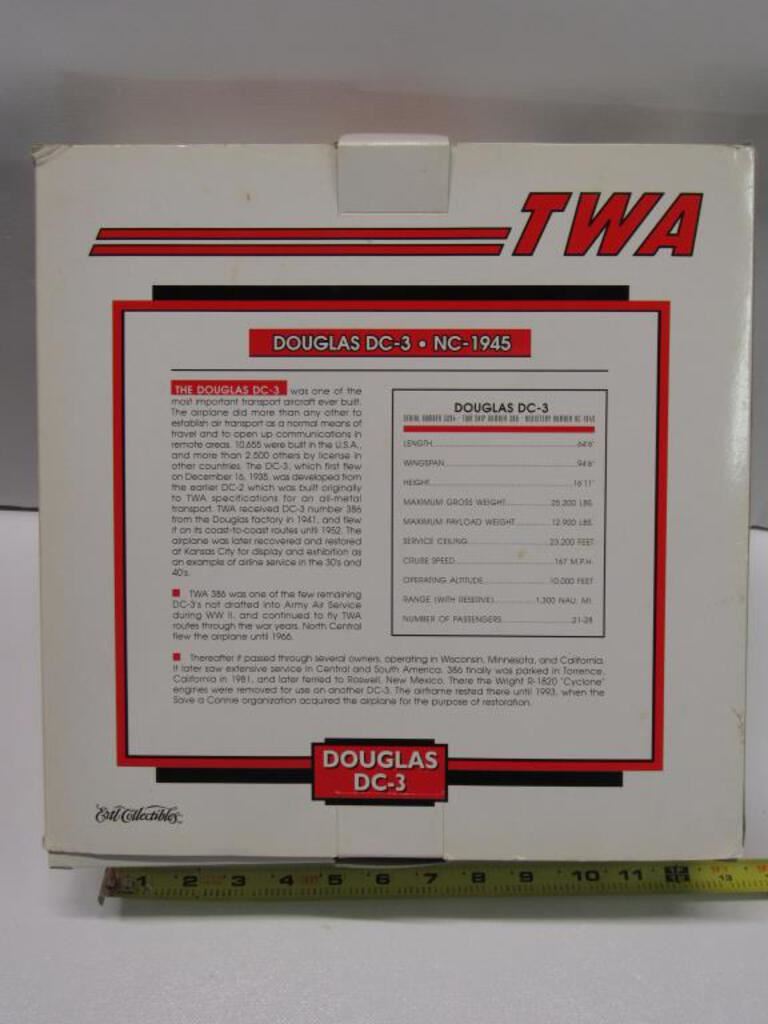 TWA
DOUGLAS DC-3 • NC-1945
THE DOUGLAS DC-3 was one of the
most important transport aircraft ever built.
The airplane did more than any other to
establish air transport as a normal means of
travel and to open up communications in
remote areas. 10,655 were built in the U.S.A.,
and more than 2,500 others by license in
other countries. The DC-3, which first flew
on December 16, 1935, was developed from
the earlier DC-2 which was built originally
to TWA specifications for an all-metal
transport. TWA received DC-3 number 386
from the Douglas factory in 1941, and flew
it on its coast-to-coast routes until 1952. The
airplane was later recovered and restored
at Kansas City for display and exhibition as
an example of airline service in the 30's and
40's.
■ TWA 386 was one of the few remaining
DC-3's not drafted into Army Air Service
during WW II, and continued to fly TWA
routes through the war years. North Central
flew the airplane until 1966.
DOUGLAS DC-3
LENGTH 64'6"
WINGSPAN 94'6"
HEIGHT 16'11"
MAXIMUM GROSS WEIGHT 25,200 LBS.
MAXIMUM PAYLOAD WEIGHT 12,900 LBS.
SERVICE CEILING 23,200 FEET
CRUISE SPEED 167 M.P.H.
OPERATING ALTITUDE 10,000 FEET
RANGE (WITH RESERVE) 1,300 NAU. MI.
NUMBER OF PASSENGERS 21-28
■ Thereafter it passed through several owners, operating in Wisconsin, Minnesota, and California.
It later saw extensive service in Central and South America. 386 finally was parked in Torrence,
California in 1981, and later ferried to Roswell, New Mexico. There the Wright R-1820 "Cyclone"
engines were removed for use on another DC-3. The airframe rested there until 1993, when the
Save a Connie organization acquired the airplane for the purpose of restoration.
DOUGLAS
DC-3
Ertl Collectibles
1 2 3 4 5 6 7 8 9 10 11 13